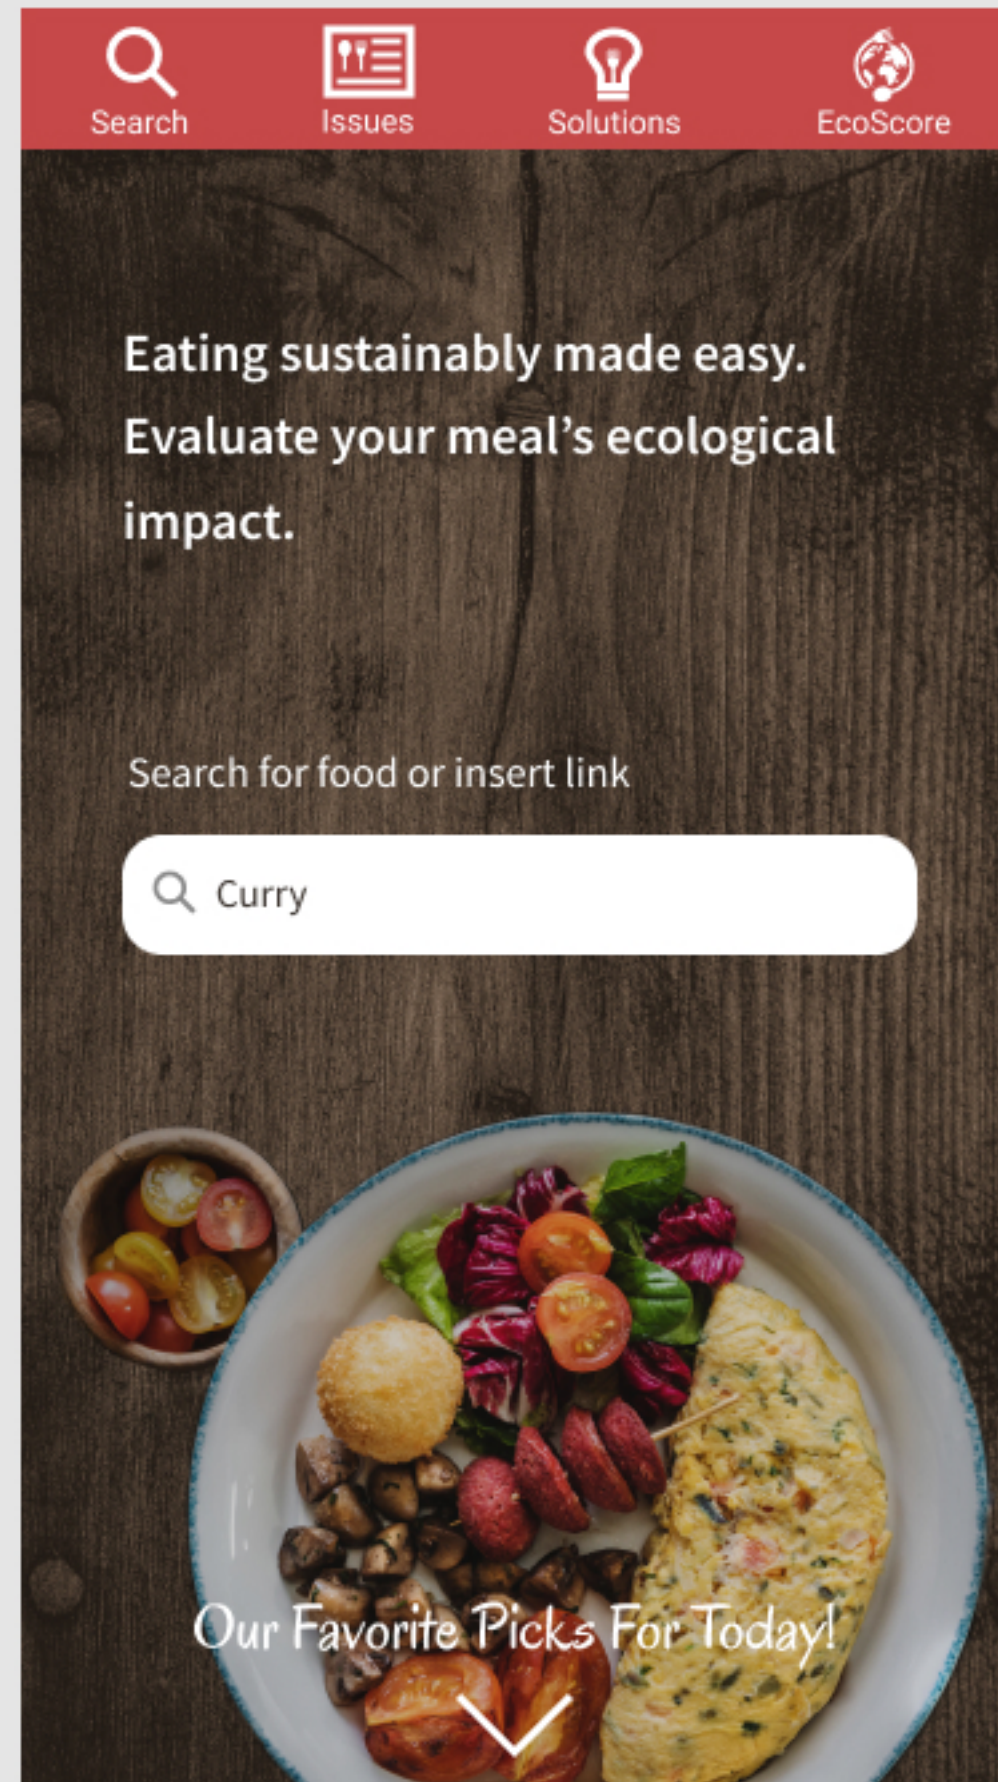 Search
Issues
Solutions
EcoScore
Eating sustainably made easy.
Evaluate your meal’s ecological
impact.
Search for food or insert link
Curry
Our Favorite Picks For Today!